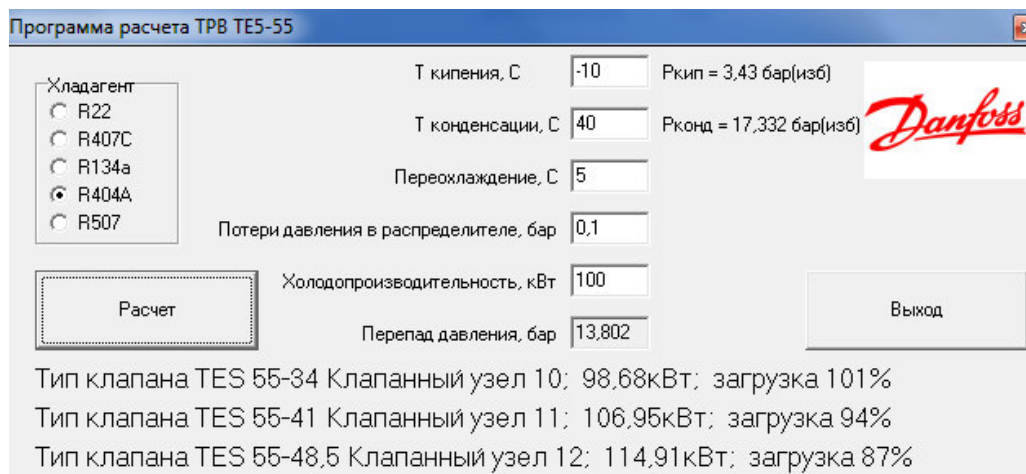 Программа расчета ТРВ TE5-55
Хладагент
R22
R407C
R134a
R404A
R507
Т кипения, С -10 Ркип = 3,43 бар(изб)
Т конденсации, С 40 Рконд = 17,332 бар(изб)
Переохлаждение, С 5
Потери давления в распределителе, бар 0,1
Холодопроизводительность, кВт 100
Перепад давления, бар 13,802
Danfoss
Расчет
Выход
Тип клапана TES 55-34 Клапанный узел 10; 98,68кВт; загрузка 101%
Тип клапана TES 55-41 Клапанный узел 11; 106,95кВт; загрузка 94%
Тип клапана TES 55-48,5 Клапанный узел 12; 114,91кВт; загрузка 87%